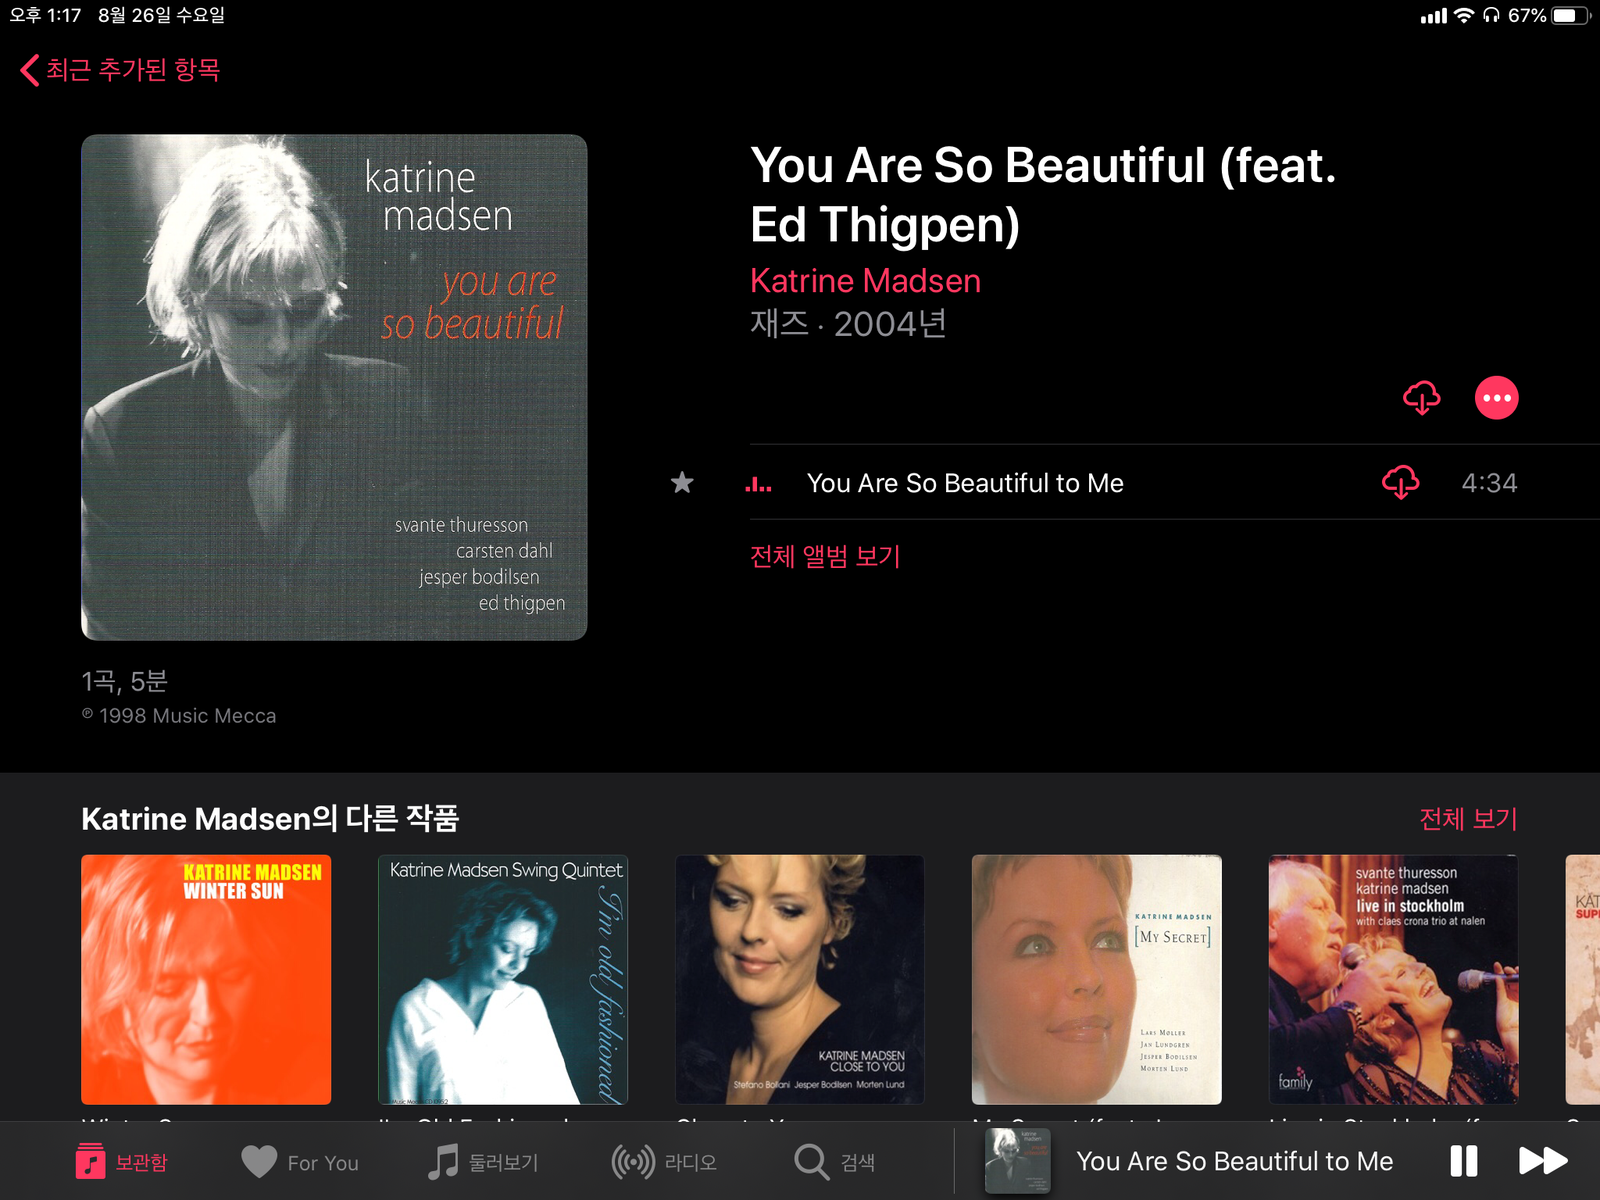 오후 1:17 8월 26일 수요일
67%
최근 추가된 항목
katrine
madsen
you are
so beautiful
svante thuresson
carsten dahl
jesper bodilsen
ed thigpen
You Are So Beautiful (feat.
Ed Thigpen)
Katrine Madsen
재즈 · 2004년
You Are So Beautiful to Me
4:34
전체 앨범 보기
1곡, 5분
℗ 1998 Music Mecca
Katrine Madsen의 다른 작품
전체 보기
KATRINE MADSEN
WINTER SUN
Katrine Madsen Swing Quintet
I'm old fashioned
KATRINE MADSEN
CLOSE TO YOU
Stefano Bollani Jesper Bodilsen Morten Lund
KATRINE MADSEN
[MY SECRET]
LARS MØLLER
JAN LUNDGREN
JESPER BODILSEN
MORTEN LUND
svante thuresson
katrine madsen
live in stockholm
with claes crona trio at nalen
family
보관함
For You
둘러보기
라디오
검색
You Are So Beautiful to Me